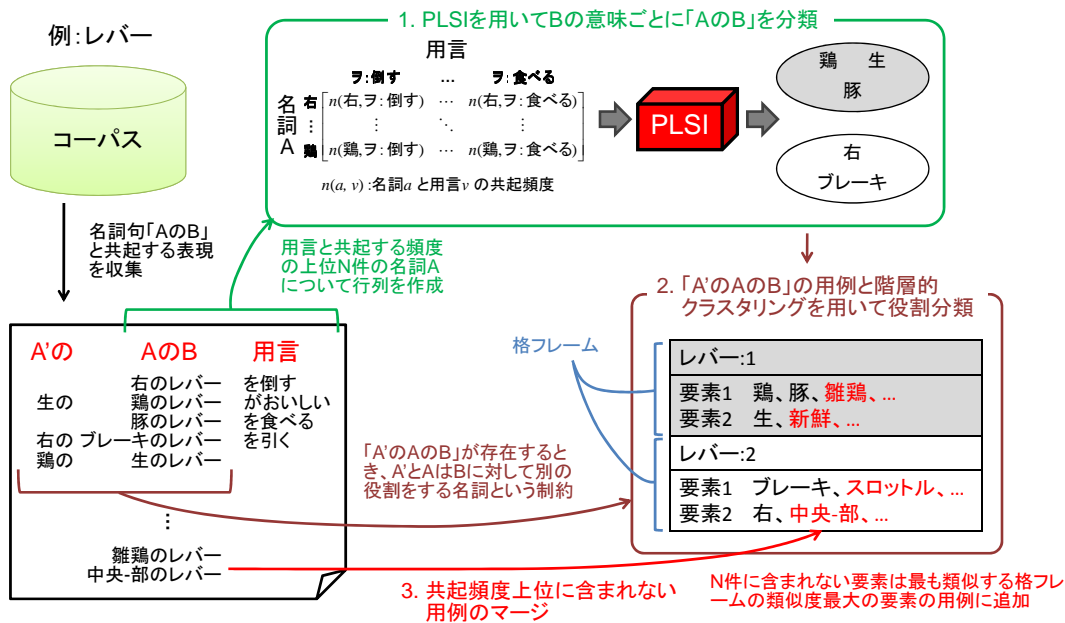 例:レバー
コーパス
名詞句「AのB」
と共起する表現
を収集
1. PLSIを用いてBの意味ごとに「AのB」を分類
用言
ヲ:倒す … ヲ:食べる
名詞A
右 n(右,ヲ:倒す) … n(右,ヲ:食べる)
⋮ ⋮ ⋱ ⋮
鶏 n(鶏,ヲ:倒す) … n(鶏,ヲ:食べる)
n(a, v) :名詞a と用言v の共起頻度
PLSI
鶏 生
豚
右
ブレーキ
用言と共起する頻度
の上位N件の名詞A
について行列を作成
A'の AのB 用言
右のレバー を倒す
生の 鶏のレバー がおいしい
豚のレバー を食べる
右の ブレーキのレバー を引く
鶏の 生のレバー
⋮
雛鶏のレバー
中央-部のレバー
「A'のAのB」が存在すると
き、A'とAはBに対して別の
役割をする名詞という制約
2. 「A'のAのB」の用例と階層的
クラスタリングを用いて役割分類
格フレーム
レバー:1
要素1 鶏、豚、雛鶏、...
要素2 生、新鮮、...
レバー:2
要素1 ブレーキ、スロットル、...
要素2 右、中央-部、...
3. 共起頻度上位に含まれない
用例のマージ
N件に含まれない要素は最も類似する格フレ
ームの類似度最大の要素の用例に追加